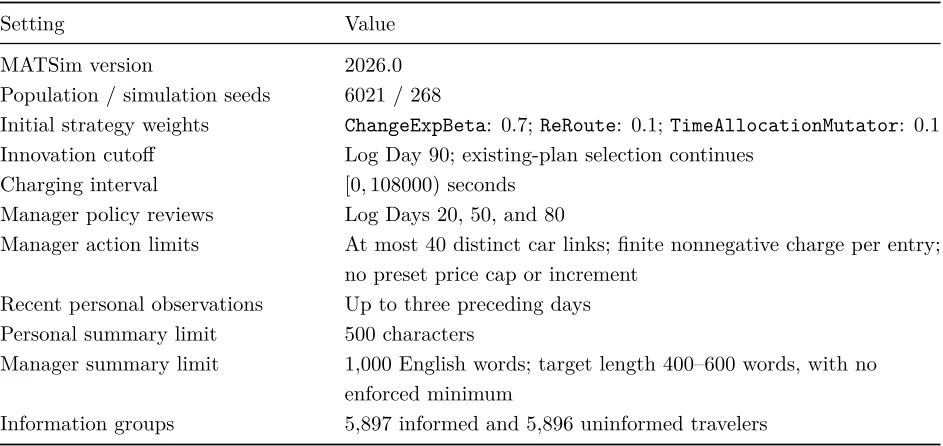 Setting Value
MATSim version 2026.0
Population / simulation seeds 6021 / 268
Initial strategy weights ChangeExpBeta: 0.7; ReRoute: 0.1; TimeAllocationMutator: 0.1
Innovation cutoff Log Day 90; existing-plan selection continues
Charging interval [0, 108000) seconds
Manager policy reviews Log Days 20, 50, and 80
Manager action limits At most 40 distinct car links; finite nonnegative charge per entry;
no preset price cap or increment
Recent personal observations Up to three preceding days
Personal summary limit 500 characters
Manager summary limit 1,000 English words; target length 400–600 words, with no
enforced minimum
Information groups 5,897 informed and 5,896 uninformed travelers